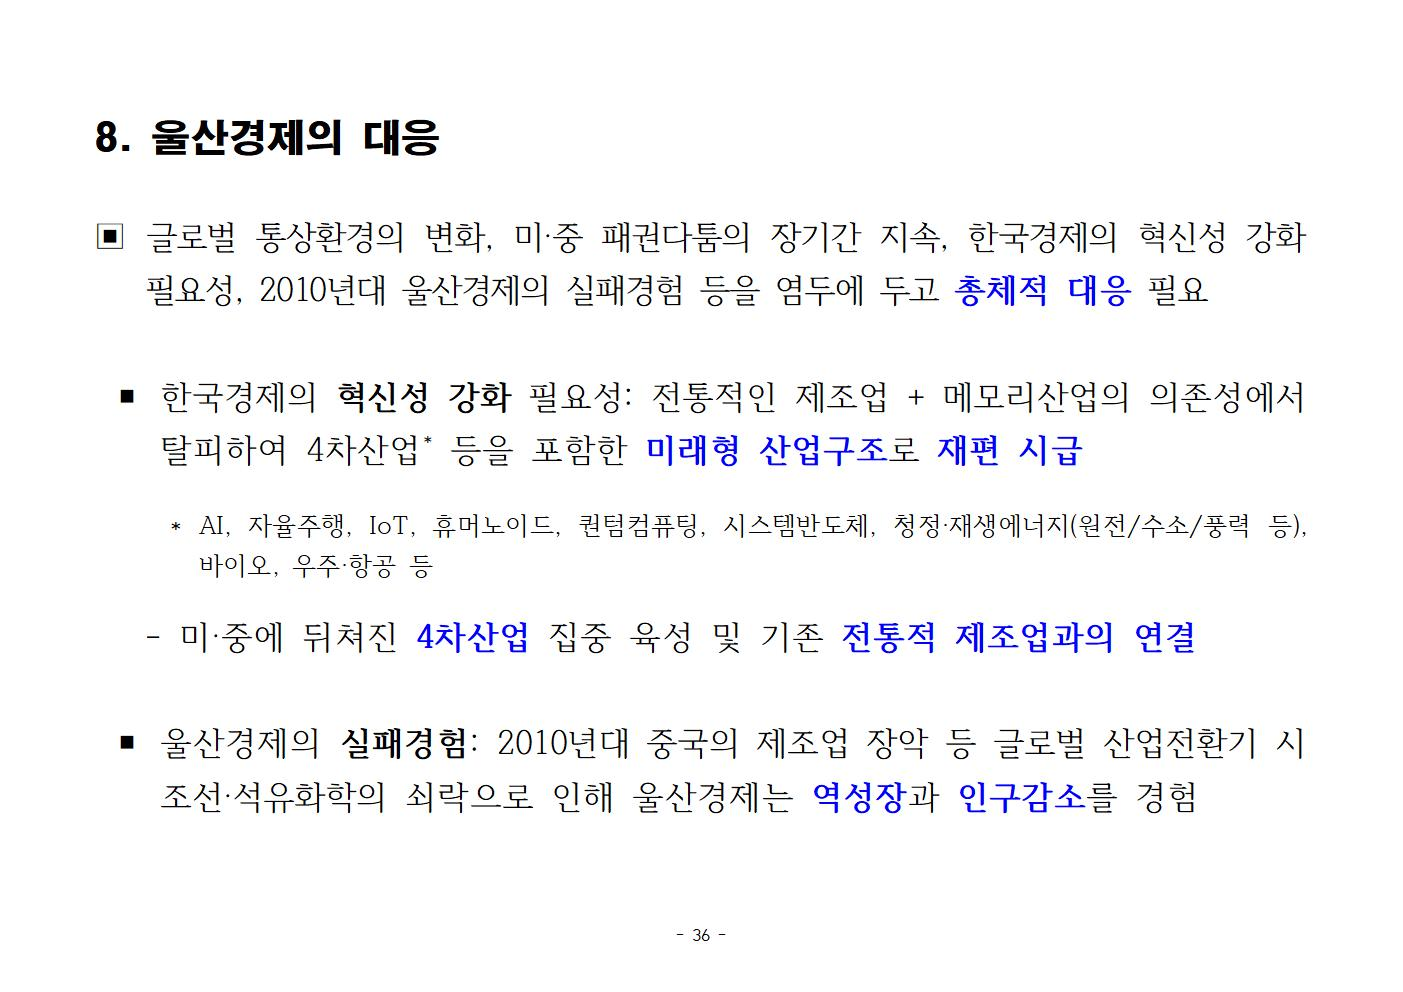 8. 울산경제의 대응
▣ 글로벌 통상환경의 변화, 미·중 패권다툼의 장기간 지속, 한국경제의 혁신성 강화
필요성, 2010년대 울산경제의 실패경험 등을 염두에 두고 총체적 대응 필요
▪ 한국경제의 혁신성 강화 필요성: 전통적인 제조업 + 메모리산업의 의존성에서
탈피하여 4차산업* 등을 포함한 미래형 산업구조로 재편 시급
* AI, 자율주행, IoT, 휴머노이드, 퀀텀컴퓨팅, 시스템반도체, 청정·재생에너지(원전/수소/풍력 등),
바이오, 우주·항공 등
- 미·중에 뒤쳐진 4차산업 집중 육성 및 기존 전통적 제조업과의 연결
▪ 울산경제의 실패경험: 2010년대 중국의 제조업 장악 등 글로벌 산업전환기 시
조선·석유화학의 쇠락으로 인해 울산경제는 역성장과 인구감소를 경험
- 36 -